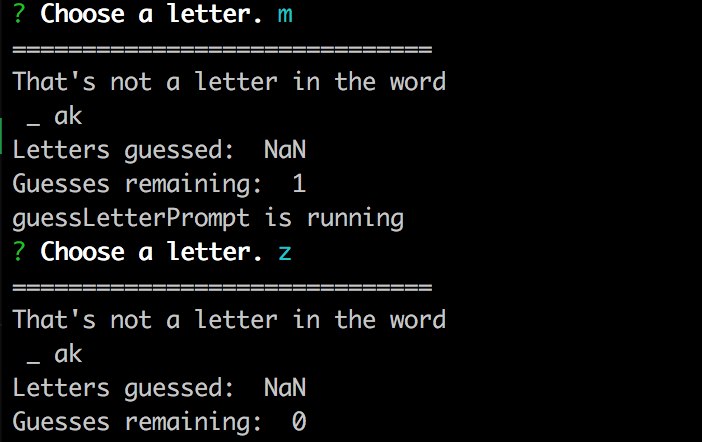 ? Choose a letter. m
==============================
That's not a letter in the word
_ ak
Letters guessed:  NaN
Guesses remaining:  1
guessLetterPrompt is running
? Choose a letter. z
==============================
That's not a letter in the word
_ ak
Letters guessed:  NaN
Guesses remaining:  0